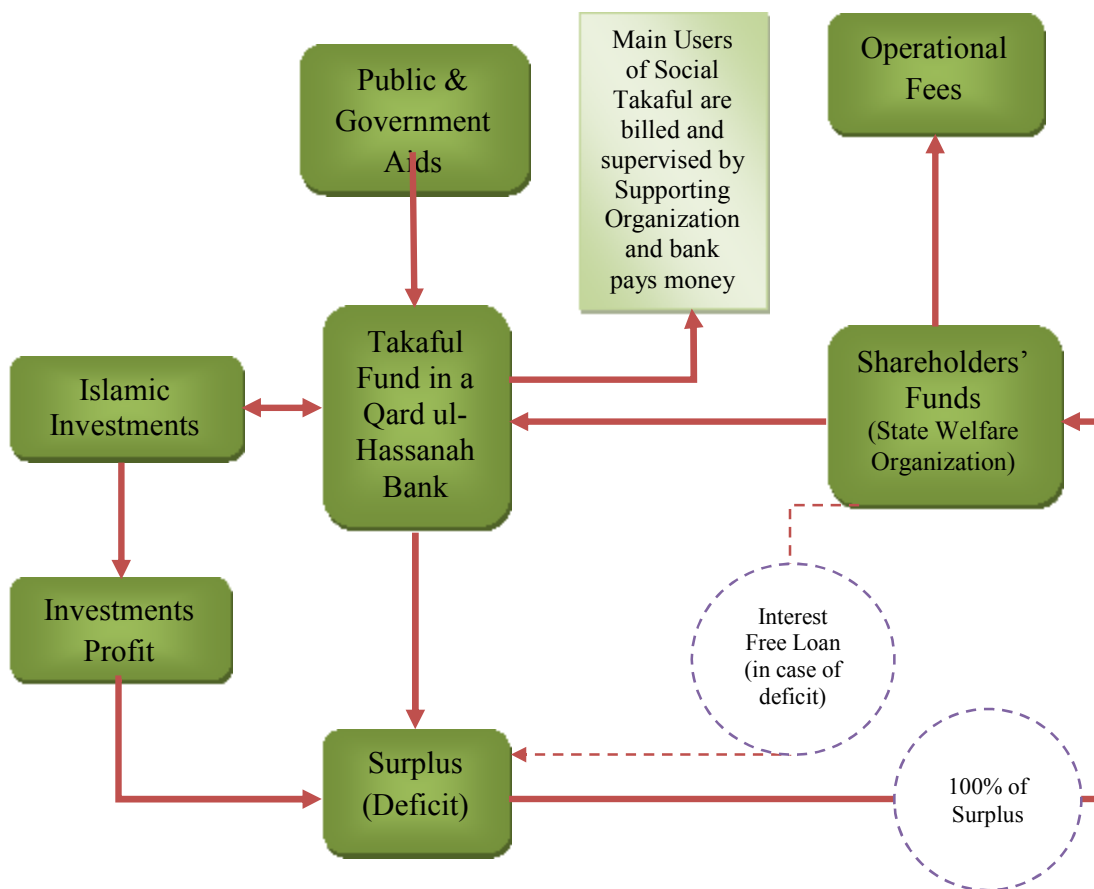 Public &
Government
Aids
Main Users
of Social
Takaful are
billed and
supervised by
Supporting
Organization
and bank
pays money
Operational
Fees
Islamic
Investments
Takaful
Fund in a
Qard ul-
Hassanah
Bank
Shareholders’
Funds
(State Welfare
Organization)
Investments
Profit
Interest
Free Loan
(in case of
deficit)
Surplus
(Deficit)
100% of
Surplus